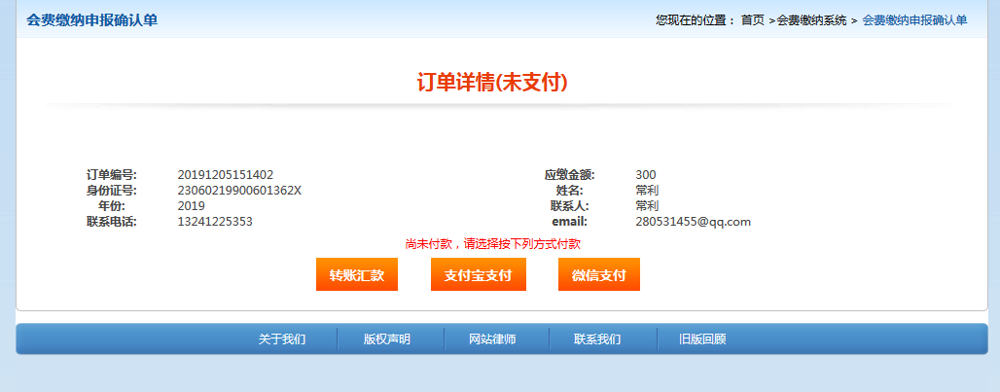 会费缴纳申报确认单
您现在的位置： 首页 >会费缴纳系统 > 会费缴纳申报确认单
订单详情(未支付)
订单编号: 20191205151402 应缴金额: 300
身份证号: 23060219900601362X 姓名: 常利
年份: 2019 联系人: 常利
联系电话: 13241225353 email: 280531455@qq.com
尚未付款，请选择按下列方式付款
转账汇款 支付宝支付 微信支付
关于我们 版权声明 网站律师 联系我们 旧版回顾